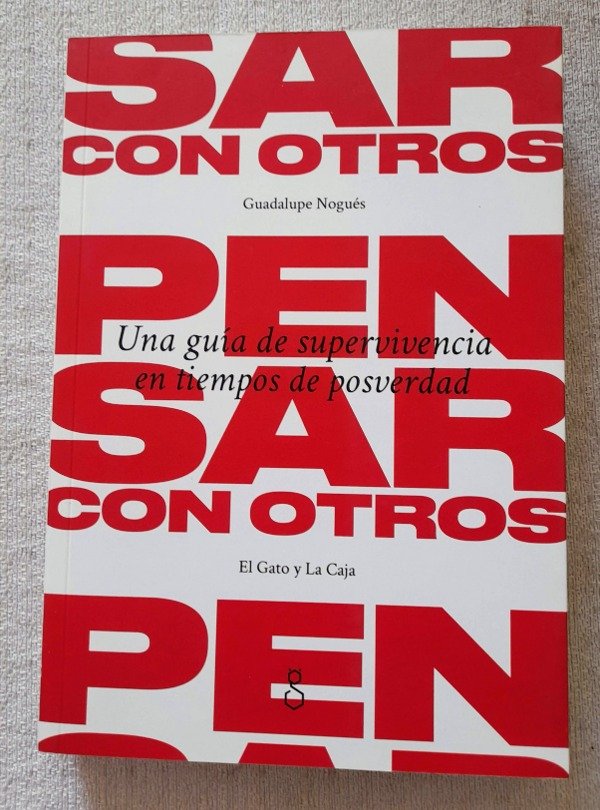 SAR
CON OTROS
Guadalupe Nogués
PEN
Una guía de supervivencia
en tiempos de posverdad
SAR
CON OTROS
El Gato y La Caja
PEN
SAR